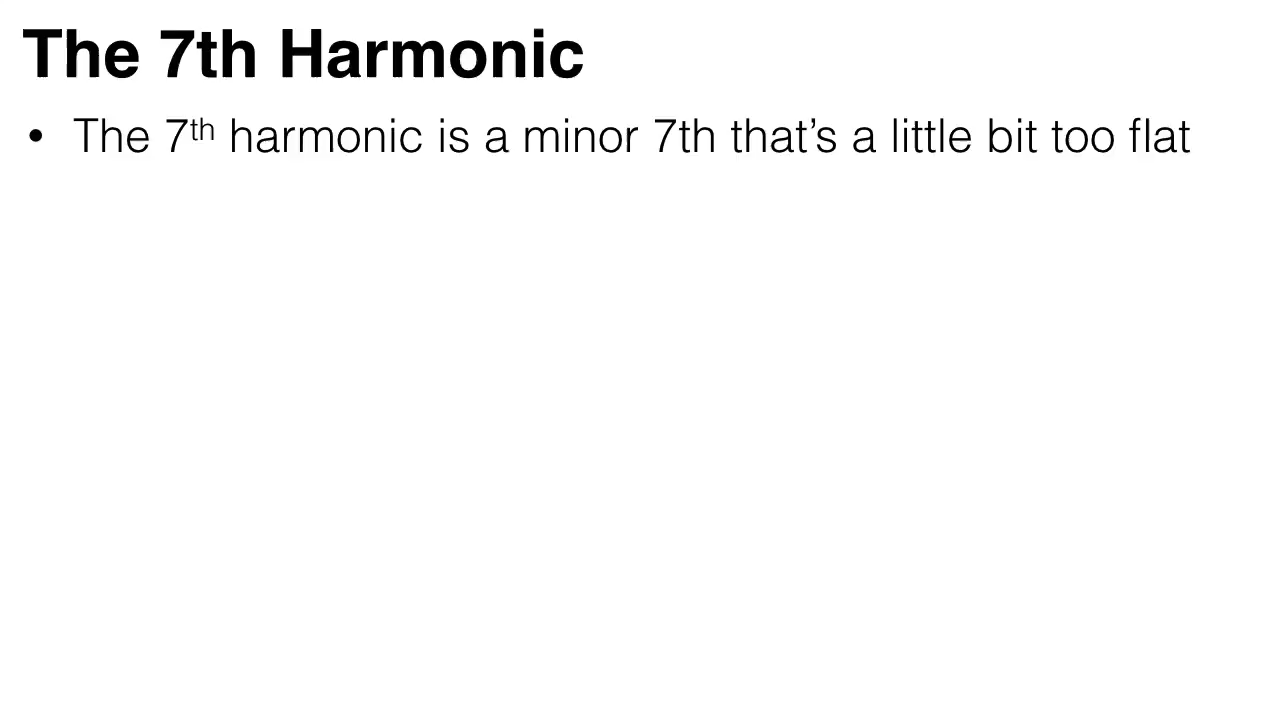 The 7th Harmonic
• The 7th harmonic is a minor 7th that’s a little bit too flat